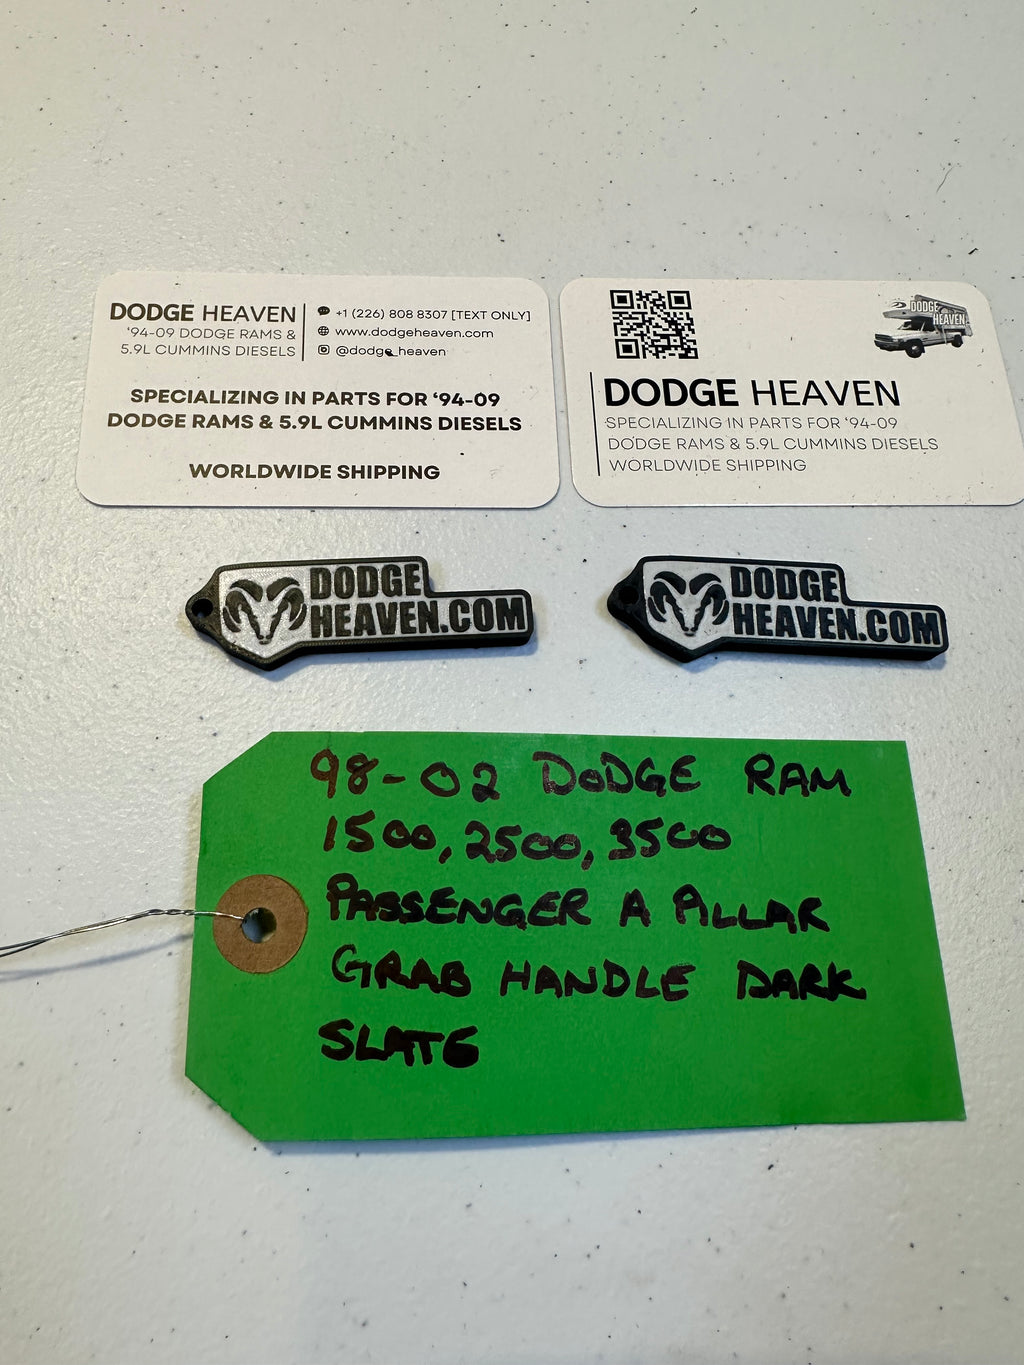 DODGE HEAVEN
'94-09 DODGE RAMS &
5.9L CUMMINS DIESELS
+1 (226) 808 8307 [TEXT ONLY]
www.dodgeheaven.com
@dodge_heaven
SPECIALIZING IN PARTS FOR '94-09
DODGE RAMS & 5.9L CUMMINS DIESELS
WORLDWIDE SHIPPING
DODGE
HEAVEN
DODGE HEAVEN
SPECIALIZING IN PARTS FOR '94-09
DODGE RAMS & 5.9L CUMMINS DIESELS
WORLDWIDE SHIPPING
DODGE
HEAVEN.COM
DODGE
HEAVEN.COM
98-02 DODGE RAM
1500, 2500, 3500
PASSENGER A PILLAR
GRAB HANDLE DARK
SLATE